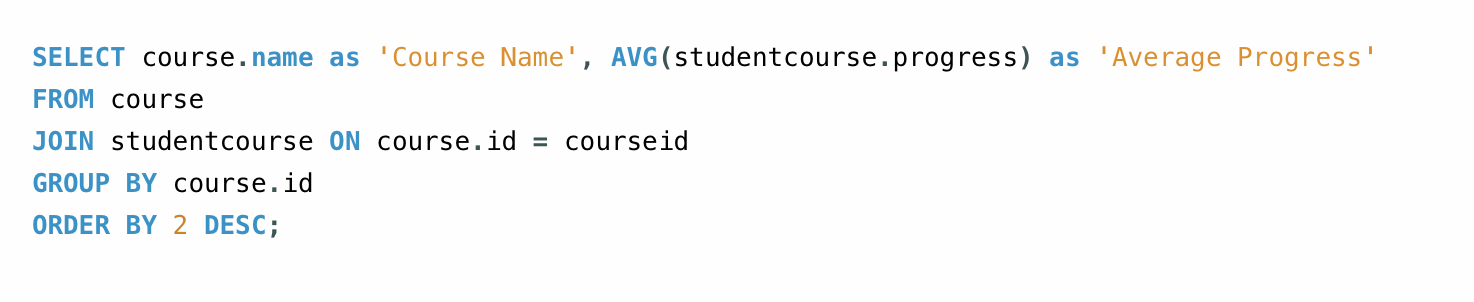 SELECT course.name as 'Course Name', AVG(studentcourse.progress) as 'Average Progress'
FROM course
JOIN studentcourse ON course.id = courseid
GROUP BY course.id
ORDER BY 2 DESC;